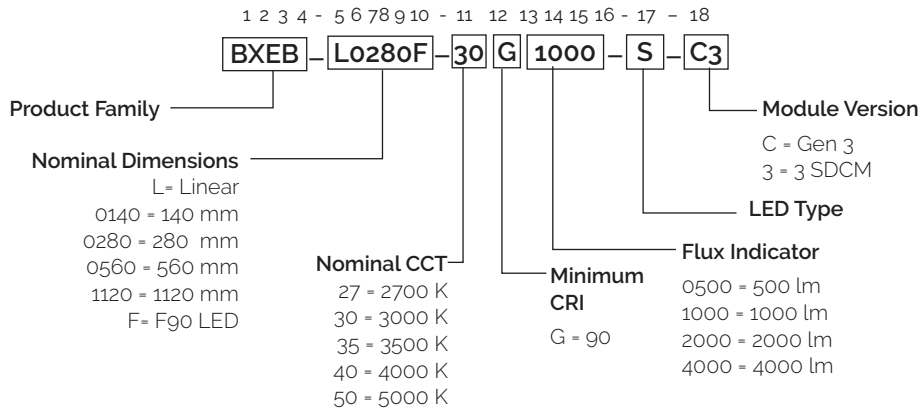 1 2 3 4 - 5 6 7 8 9 10 - 11 12 13 14 15 16 - 17 - 18
BXEB – L0280F – 30 G 1000 – S – C3
Product Family
Module Version
C = Gen 3
3 = 3 SDCM
Nominal Dimensions
L= Linear
0140 = 140 mm
0280 = 280 mm
0560 = 560 mm
1120 = 1120 mm
F= F90 LED
LED Type
Nominal CCT
27 = 2700 K
30 = 3000 K
35 = 3500 K
40 = 4000 K
50 = 5000 K
Minimum
CRI
G = 90
Flux Indicator
0500 = 500 lm
1000 = 1000 lm
2000 = 2000 lm
4000 = 4000 lm